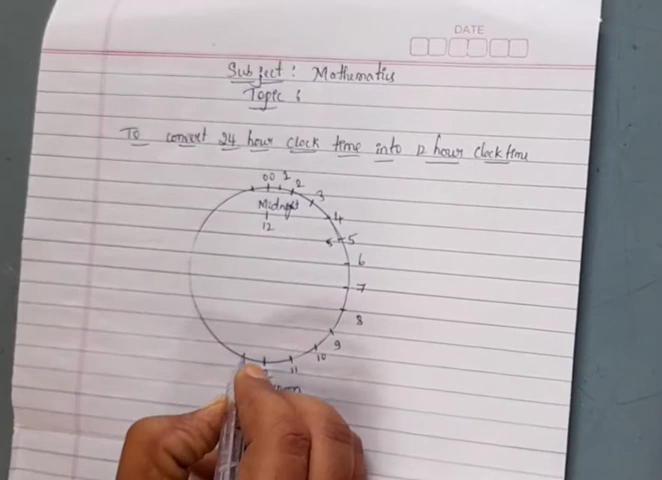 DATE
Subject : Mathematics
Topic :
To convert 24 hour clock time into 12 hour clock time
00 1 2 3
Midnight
12
4
5
6
7
8
9
10
11